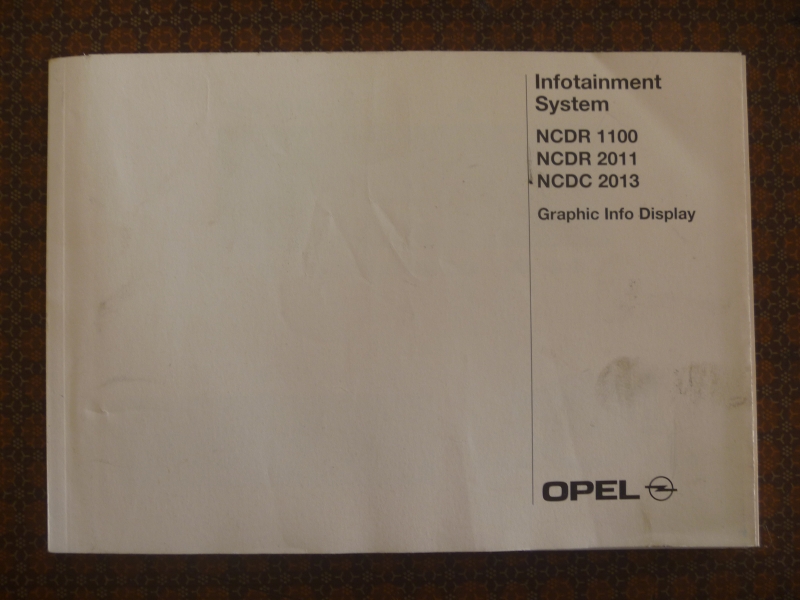 Infotainment
System
NCDR 1100
NCDR 2011
NCDC 2013
Graphic Info Display
OPEL